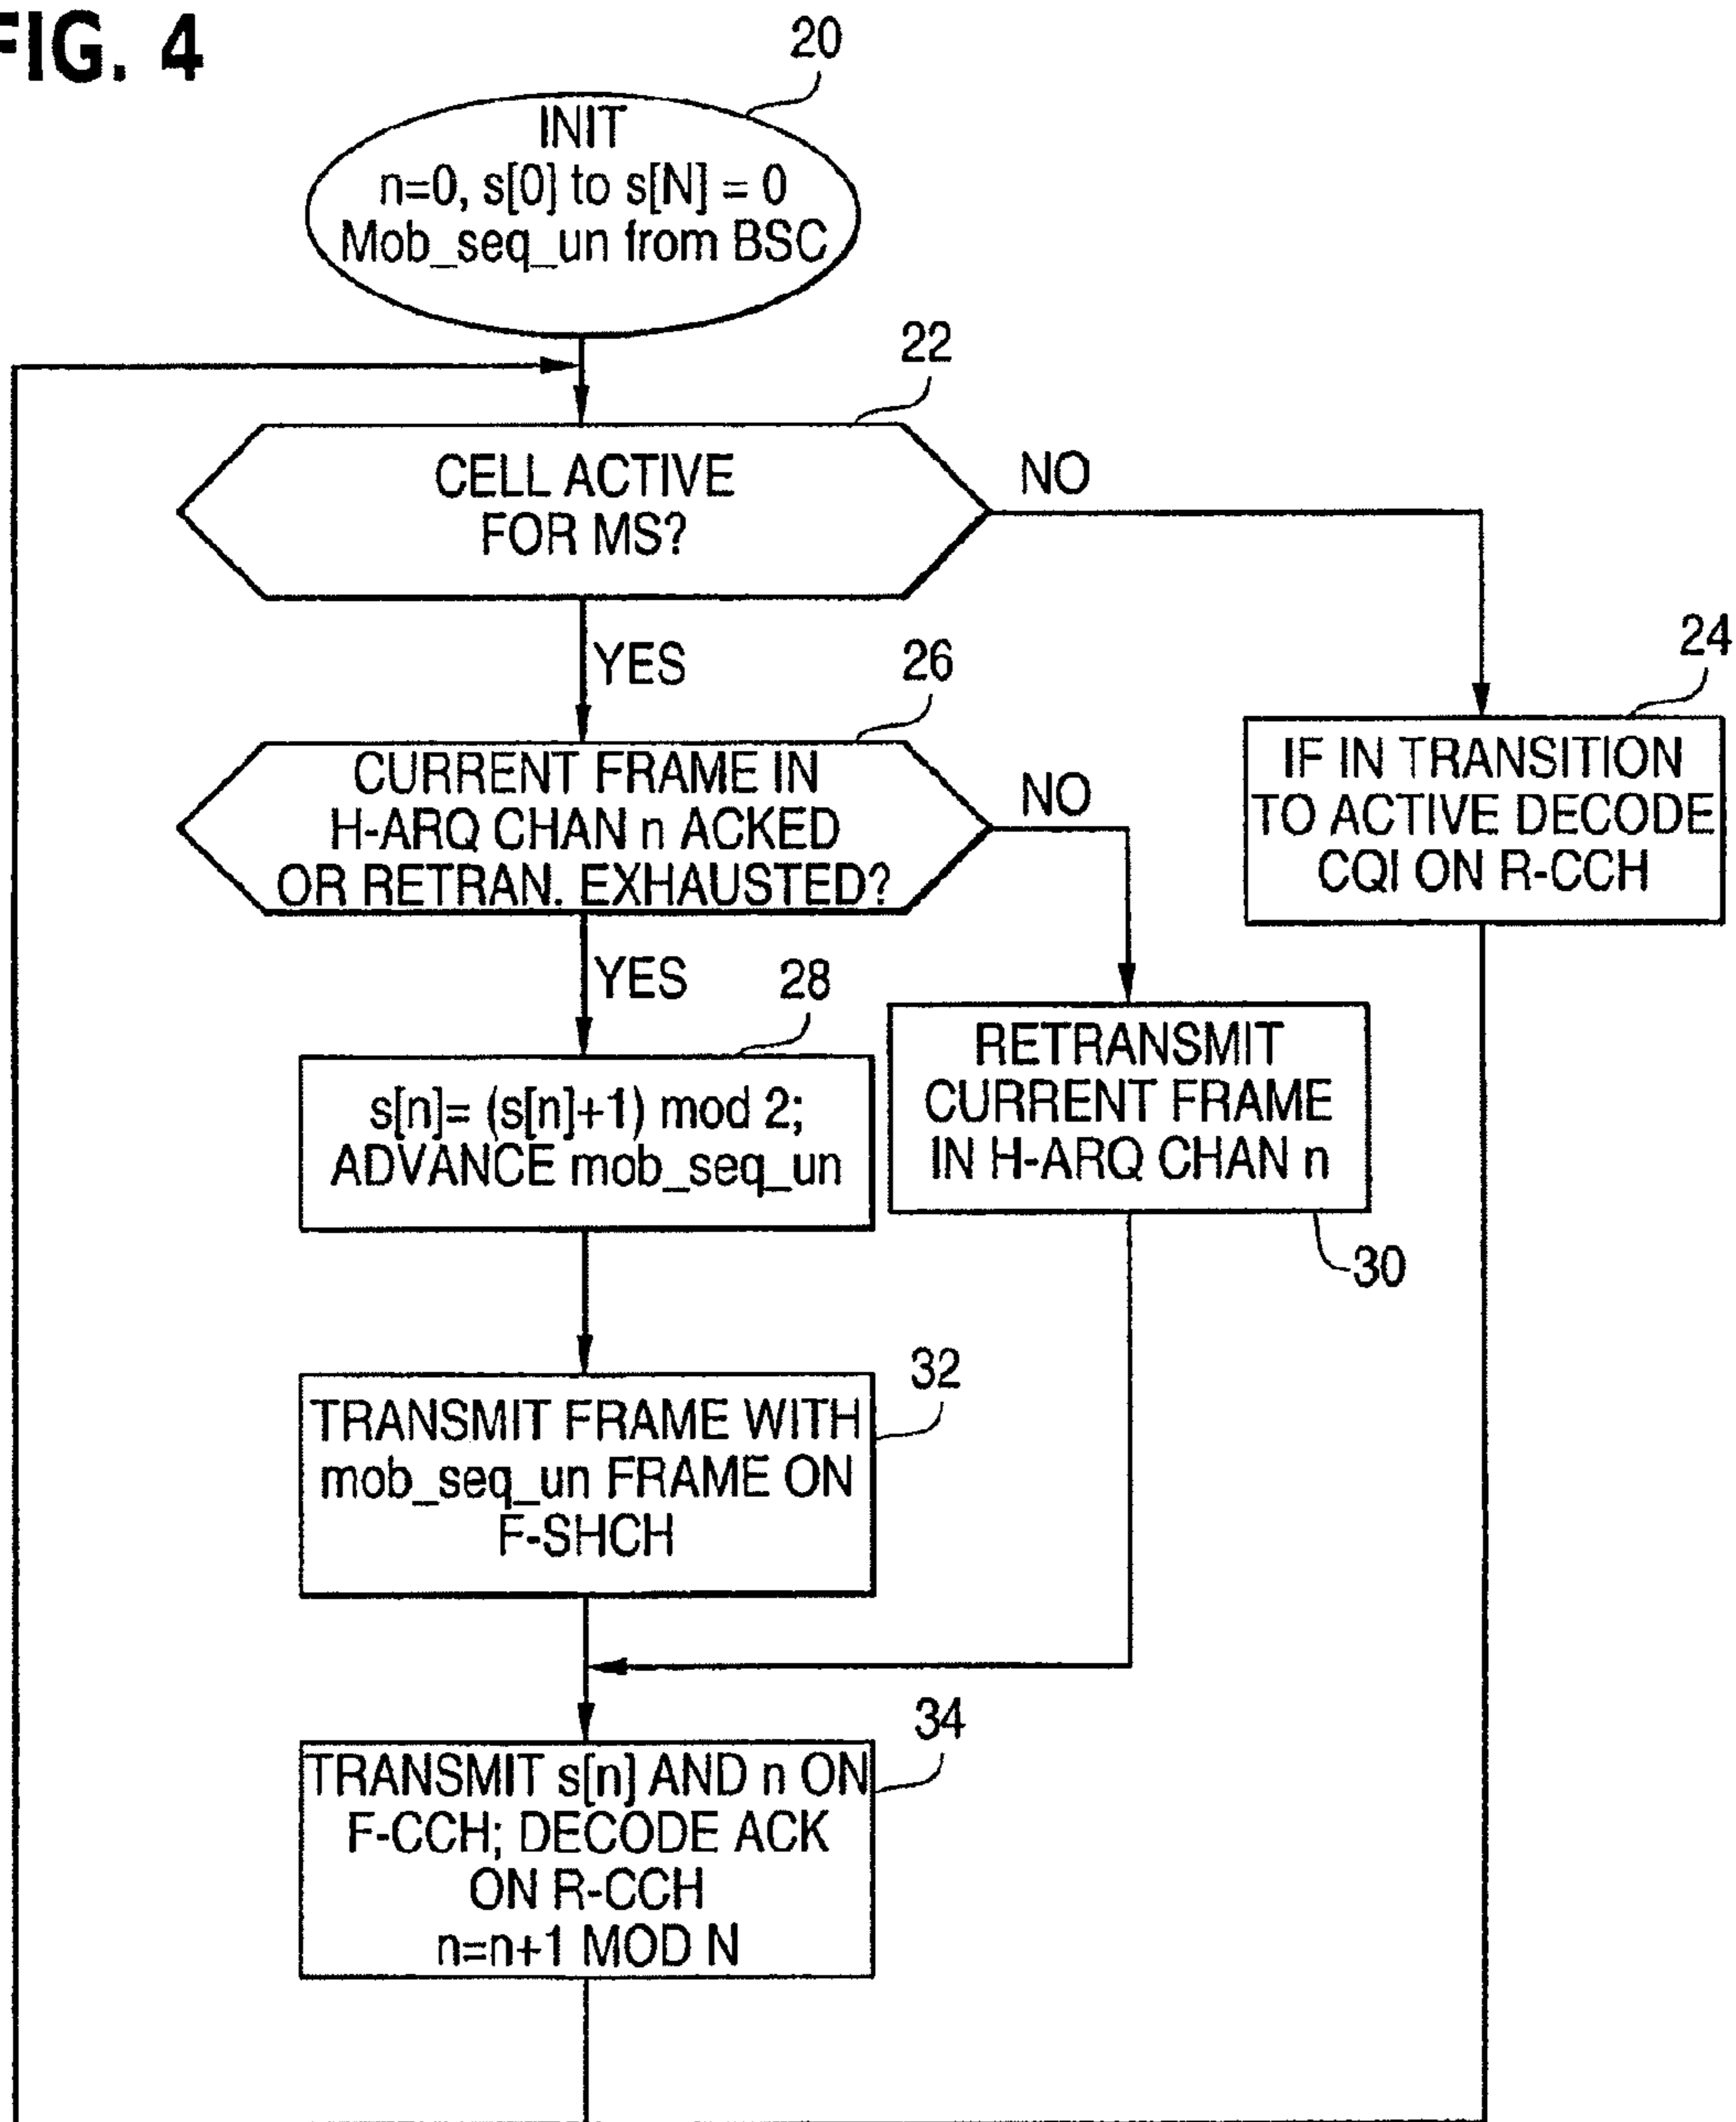 FIG. 4
20
INIT
n=0, s[0] to s[N] = 0
Mob_seq_un from BSC
22
CELL ACTIVE
FOR MS?
NO
YES
24
IF IN TRANSITION
TO ACTIVE DECODE
CQI ON R-CCH
26
CURRENT FRAME IN
H-ARQ CHAN n ACKED
OR RETRAN. EXHAUSTED?
NO
YES
28
s[n]= (s[n]+1) mod 2;
ADVANCE mob_seq_un
RETRANSMIT
CURRENT FRAME
IN H-ARQ CHAN n
30
32
TRANSMIT FRAME WITH
mob_seq_un FRAME ON
F-SHCH
34
TRANSMIT s[n] AND n ON
F-CCH; DECODE ACK
ON R-CCH
n=n+1 MOD N